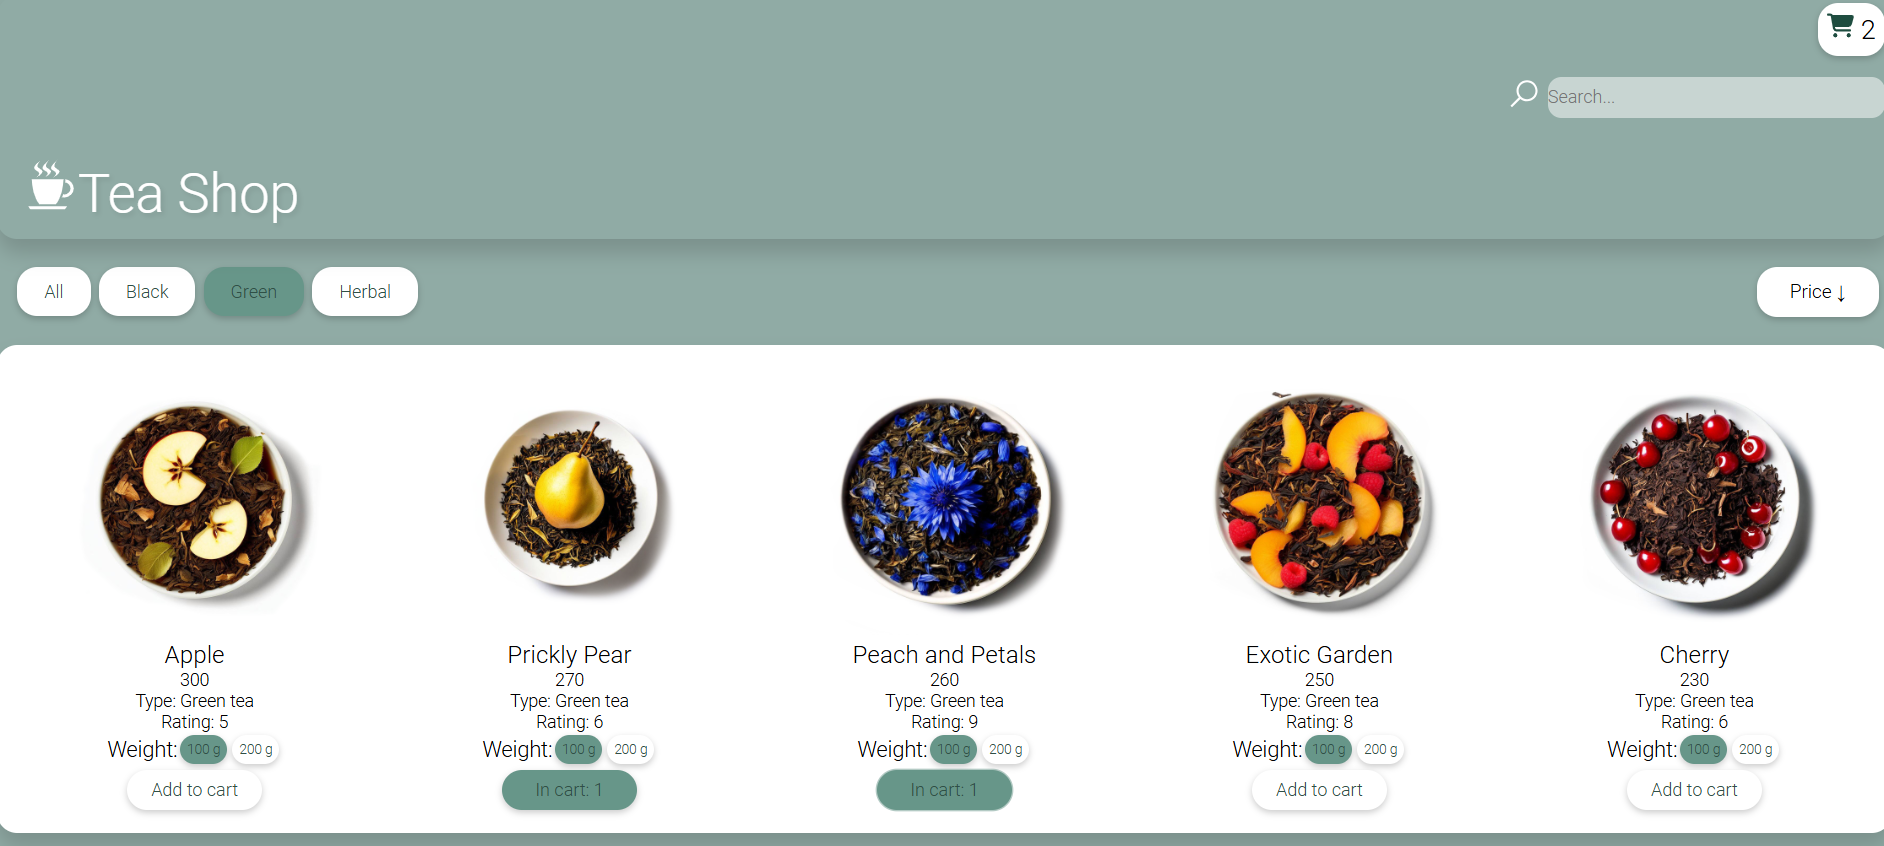 2
Search...
Tea Shop
All Black Green Herbal Price ↓
Apple
300
Type: Green tea
Rating: 5
Weight: 100 g 200 g
Add to cart
Prickly Pear
270
Type: Green tea
Rating: 6
Weight: 100 g 200 g
In cart: 1
Peach and Petals
260
Type: Green tea
Rating: 9
Weight: 100 g 200 g
In cart: 1
Exotic Garden
250
Type: Green tea
Rating: 8
Weight: 100 g 200 g
Add to cart
Cherry
230
Type: Green tea
Rating: 6
Weight: 100 g 200 g
Add to cart